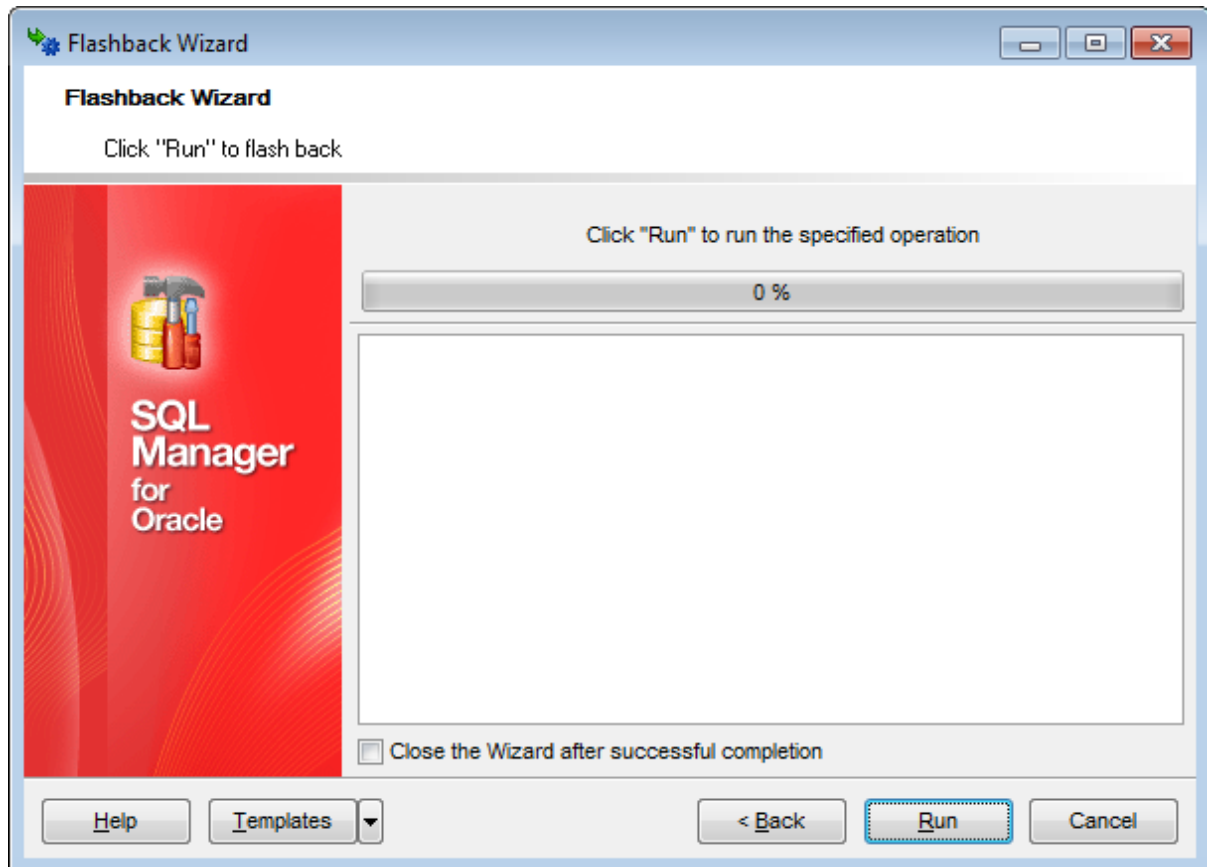 Flashback Wizard
Flashback Wizard
Click "Run" to flash back
Click "Run" to run the specified operation
0 %
SQL
Manager
for
Oracle
Close the Wizard after successful completion
Help
Templates
< Back
Run
Cancel